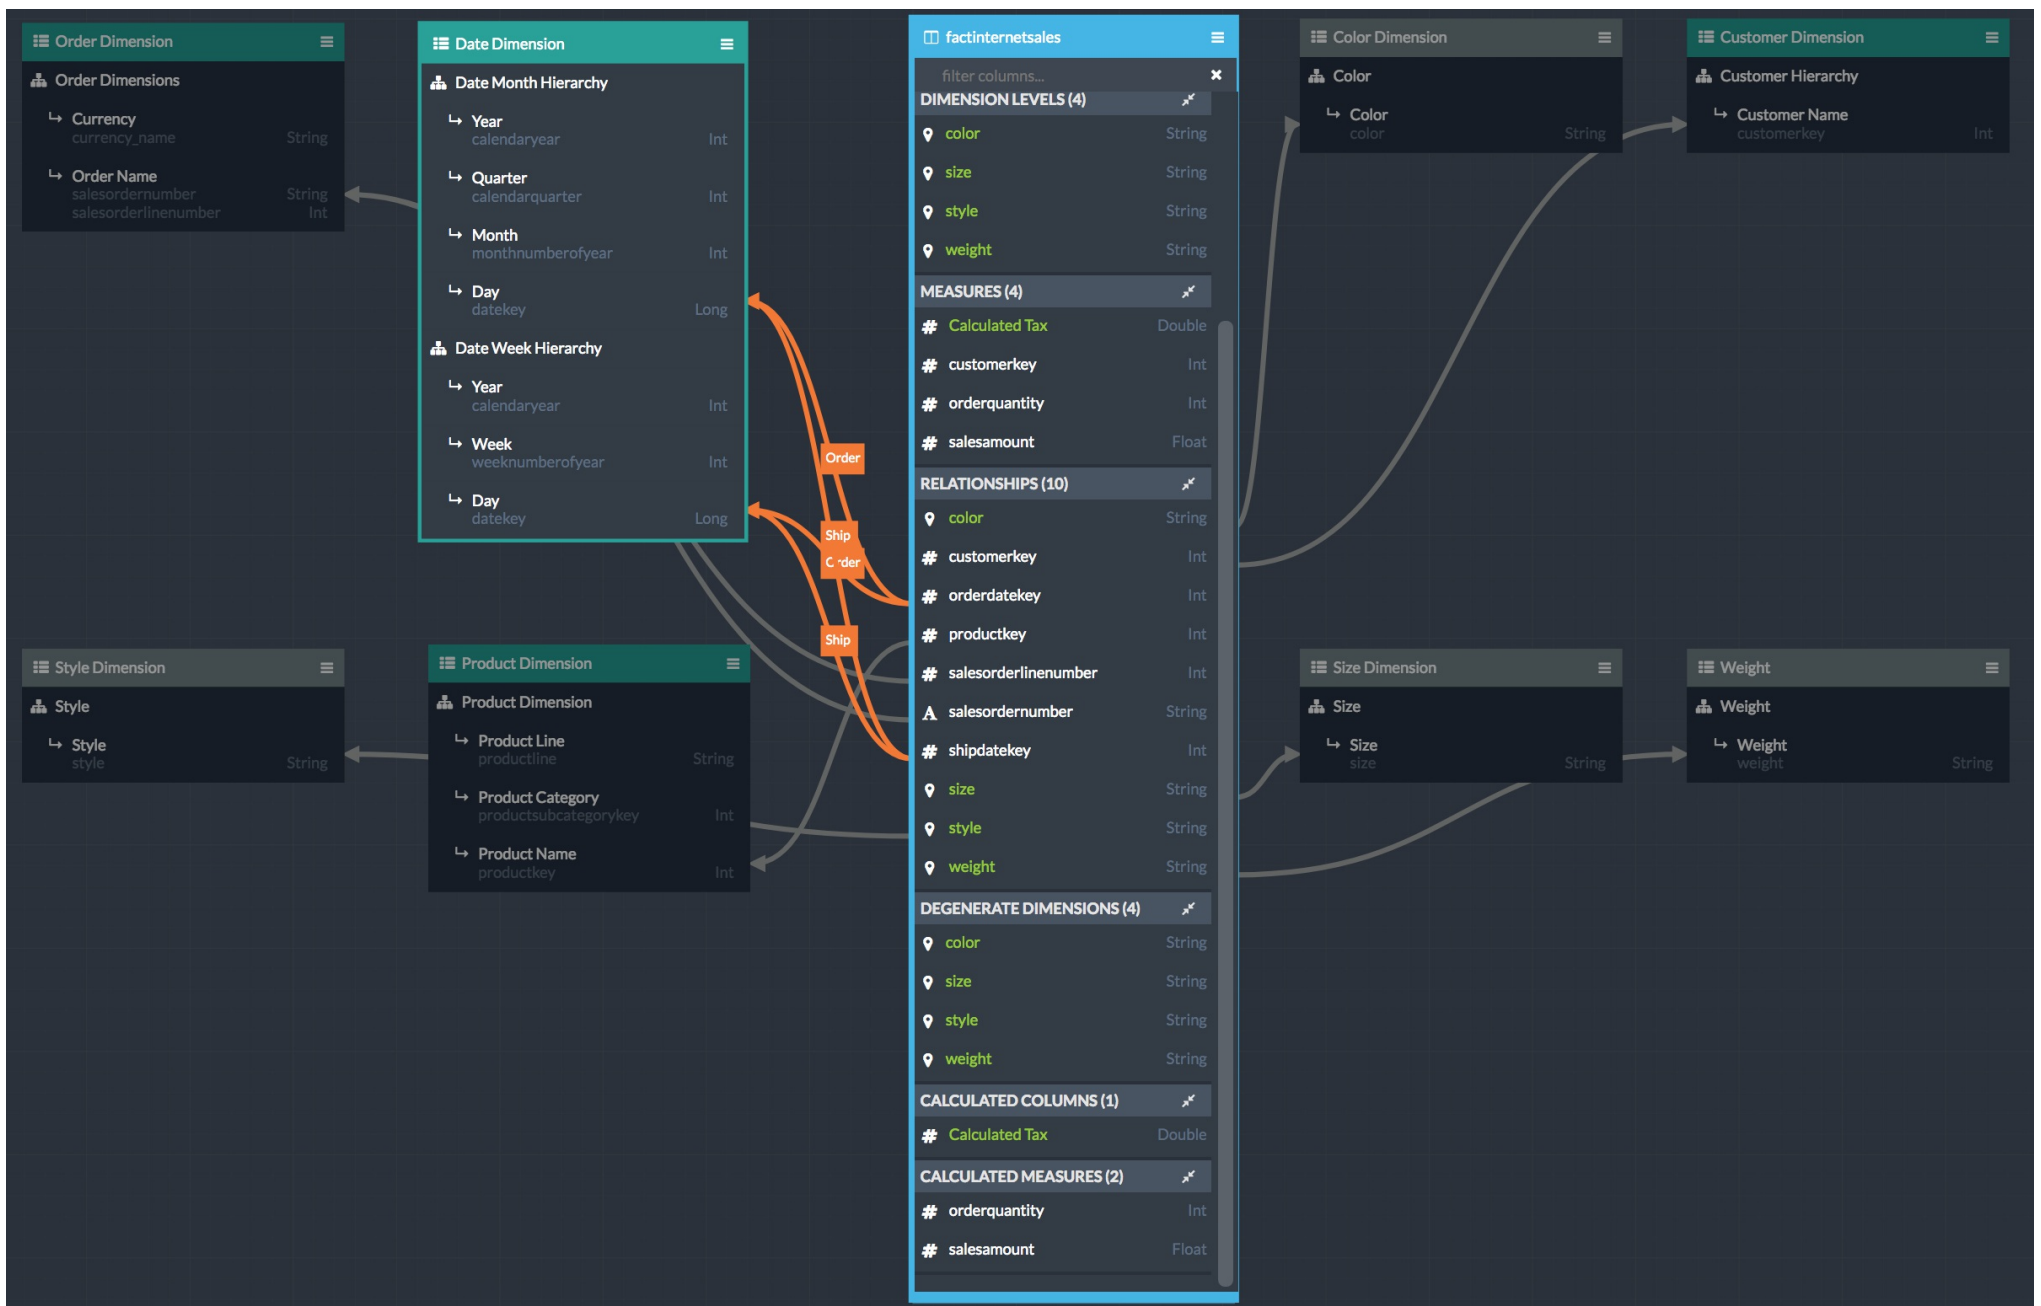 Order Dimension
Order Dimensions
Currency
currency_name String
Order Name
salesordernumber String
salesorderlinenumber Int
Date Dimension
Date Month Hierarchy
Year
calendaryear Int
Quarter
calendarquarter Int
Month
monthnumberofyear Int
Day
datekey Long
Date Week Hierarchy
Year
calendaryear Int
Week
weeknumberofyear Int
Day
datekey Long
Order
Ship
Ship
factinternetsales
filter columns...
DIMENSION LEVELS (4)
color String
size String
style String
weight String
MEASURES (4)
Calculated Tax Double
customerkey Int
orderquantity Int
salesamount Float
RELATIONSHIPS (10)
color String
customerkey Int
orderdatekey Int
productkey Int
salesorderlinenumber Int
salesordernumber String
shipdatekey Int
size String
style String
weight String
DEGENERATE DIMENSIONS (4)
color String
size String
style String
weight String
CALCULATED COLUMNS (1)
Calculated Tax Double
CALCULATED MEASURES (2)
orderquantity Int
salesamount Float
Color Dimension
Color
Color
color String
Customer Dimension
Customer Hierarchy
Customer Name
customerkey Int
Style Dimension
Style
Style
style String
Product Dimension
Product Dimension
Product Line
productline String
Product Category
productsubcategorykey Int
Product Name
productkey Int
Size Dimension
Size
Size
size String
Weight
Weight
Weight
weight String